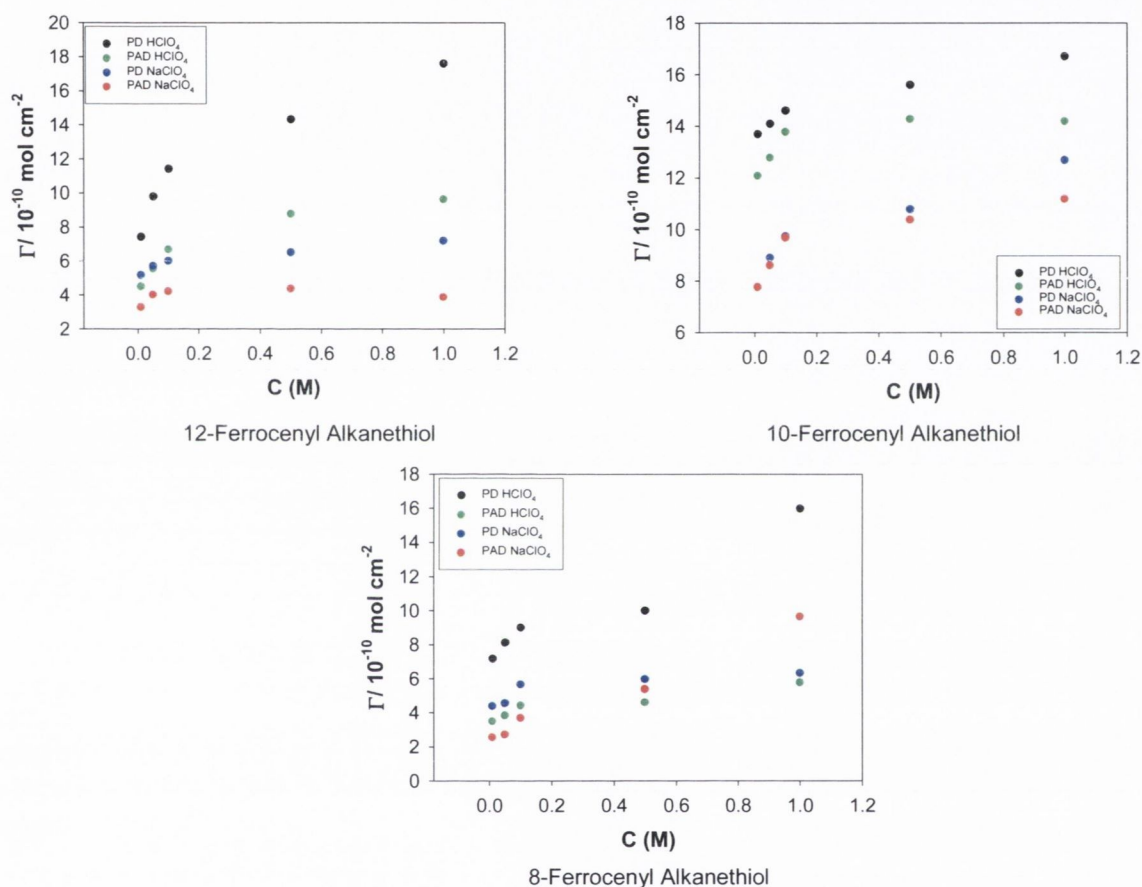 20
18
16
14
12
10
8
6
4
2
Γ/ 10⁻¹⁰ mol cm⁻²
PD HClO₄
PAD HClO₄
PD NaClO₄
PAD NaClO₄
0.0 0.2 0.4 0.6 0.8 1.0 1.2
C (M)
12-Ferrocenyl Alkanethiol
18
16
14
12
10
8
6
Γ/ 10⁻¹⁰ mol cm⁻²
PD HClO₄
PAD HClO₄
PD NaClO₄
PAD NaClO₄
0.0 0.2 0.4 0.6 0.8 1.0 1.2
C (M)
10-Ferrocenyl Alkanethiol
18
16
14
12
10
8
6
4
2
0
Γ/ 10⁻¹⁰ mol cm⁻²
PD HClO₄
PAD HClO₄
PD NaClO₄
PAD NaClO₄
0.0 0.2 0.4 0.6 0.8 1.0 1.2
C (M)
8-Ferrocenyl Alkanethiol